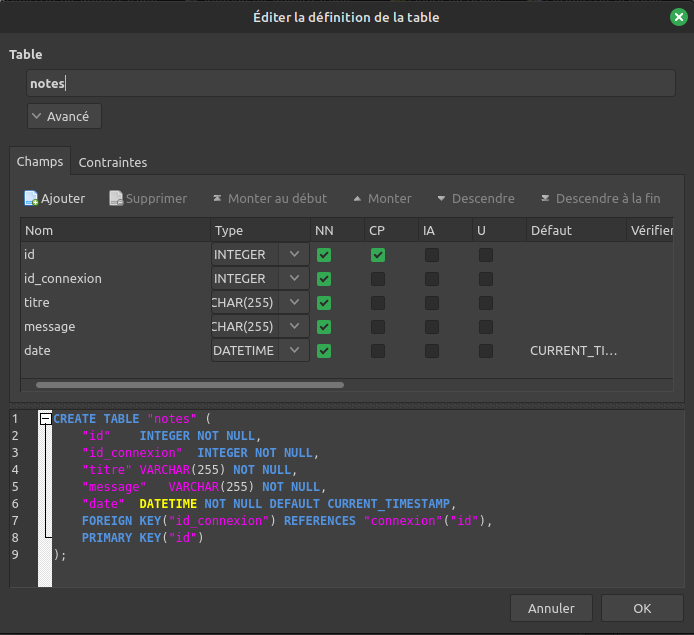 Éditer la définition de la table
Table
notes
Avancé
Champs Contraintes
Ajouter Supprimer Monter au début Monter Descendre Descendre à la fin
Nom Type NN CP IA U Défaut Vérifier
id INTEGER
id_connexion INTEGER
titre CHAR(255)
message CHAR(255)
date DATETIME CURRENT_TI...
1 CREATE TABLE "notes" (
2 "id" INTEGER NOT NULL,
3 "id_connexion" INTEGER NOT NULL,
4 "titre" VARCHAR(255) NOT NULL,
5 "message" VARCHAR(255) NOT NULL,
6 "date" DATETIME NOT NULL DEFAULT CURRENT_TIMESTAMP,
7 FOREIGN KEY("id_connexion") REFERENCES "connexion"("id"),
8 PRIMARY KEY("id")
9 );
Annuler OK